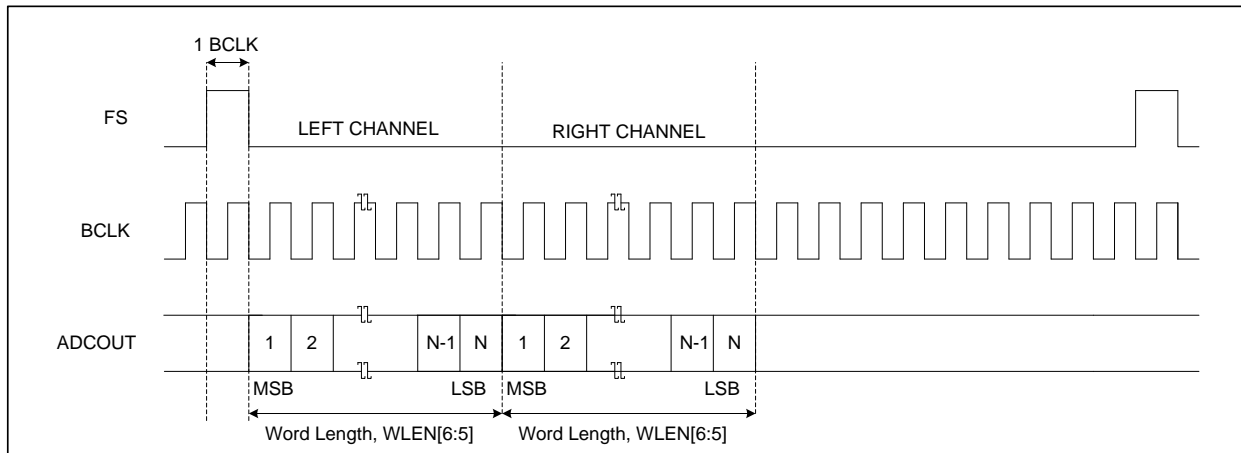 1 BCLK
FS
LEFT CHANNEL
RIGHT CHANNEL
BCLK
ADCOUT
1 2 N-1 N 1 2 N-1 N
MSB LSB MSB LSB
Word Length, WLEN[6:5] Word Length, WLEN[6:5]